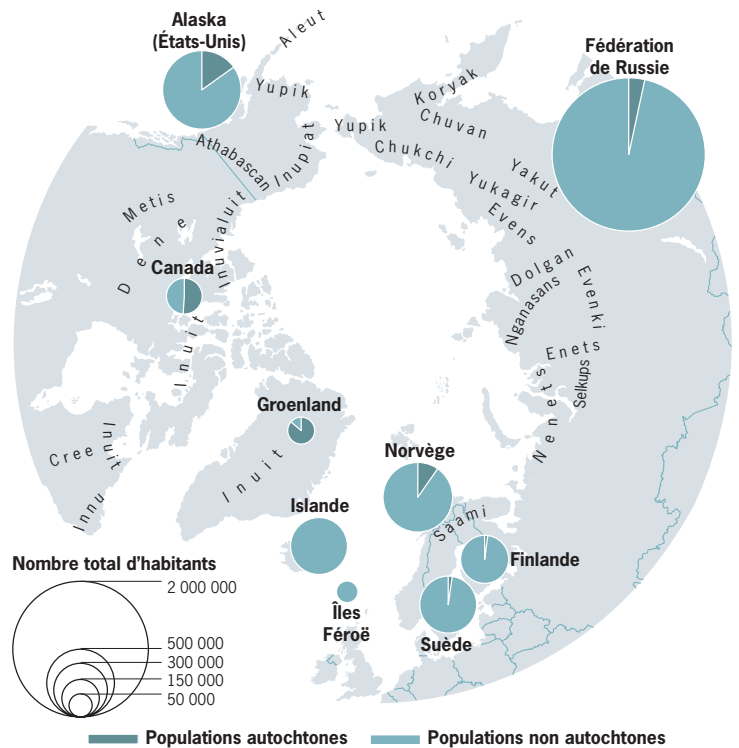 Alaska
(États-Unis)
Aleut
Fédération
de Russie
Yupik
Koryak
Yupik
Chuvan
Chukchi
Athabascan
Inupiat
Yakut
Yukagir
Metis
Evens
Dene
Inuvialuit
Dolgan
Evenki
Canada
Nganasans
Inuit
Enets
Selkups
Nenets
Groenland
Inuit
Cree
Inuit
Innu
Norvège
Saami
Islande
Finlande
Îles
Féroë
Suède
Nombre total d'habitants
2 000 000
500 000
300 000
150 000
50 000
Populations autochtones
Populations non autochtones